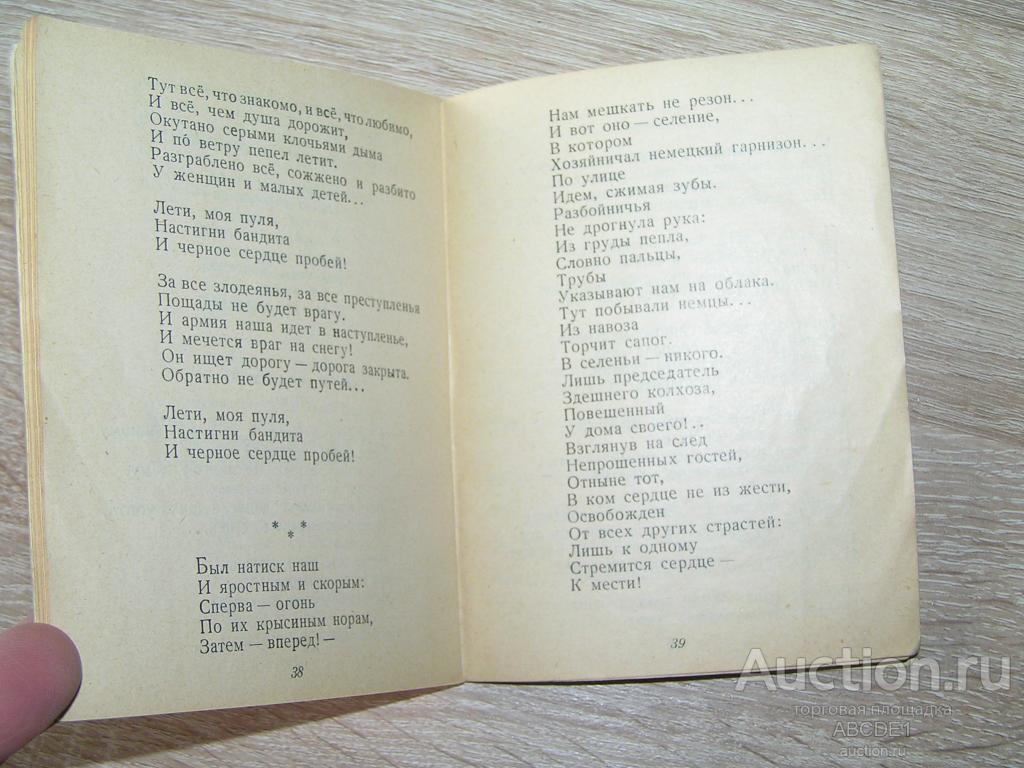 Тут всё, что знакомо, и всё, что любимо,
И всё, чем душа дорожит,
Окутано серыми клочьями дыма
И по́ ветру пепел летит.
Разграблено всё, сожжено и разбито
У женщин и малых детей...
Лети, моя пуля,
Настигни бандита
И черное сердце пробей!
За все злодеянья, за все преступленья
Пощады не будет врагу.
И армия наша идет в наступленье,
И мечется враг на снегу!
Он ищет дорогу — дорога закрыта.
Обратно не будет путей...
Лети, моя пуля,
Настигни бандита
И черное сердце пробей!
* * *
Был натиск наш
И яростным и скорым:
Сперва — огонь
По их крысиным норам,
Затем — вперед! —
38
Нам мешкать не резон...
И вот оно — селение,
В котором
Хозяйничал немецкий гарнизон...
По улице
Идем, сжимая зубы.
Разбойничья
Не дрогнула рука:
Из груды пепла,
Словно пальцы,
Трубы
Указывают нам на облака.
Тут побывали немцы...
Из навоза
Торчит сапог.
В селеньи — никого.
Лишь председатель
Здешнего колхоза,
Повешенный
У дома своего!..
Взглянув на след
Непрошенных гостей,
Отныне тот,
В ком сердце не из жести,
Освобожден
От всех других страстей:
Лишь к одному
Стремится сердце —
К мести!
39
Auction.ru
торговая площадка
ABCDE1
auction.ru